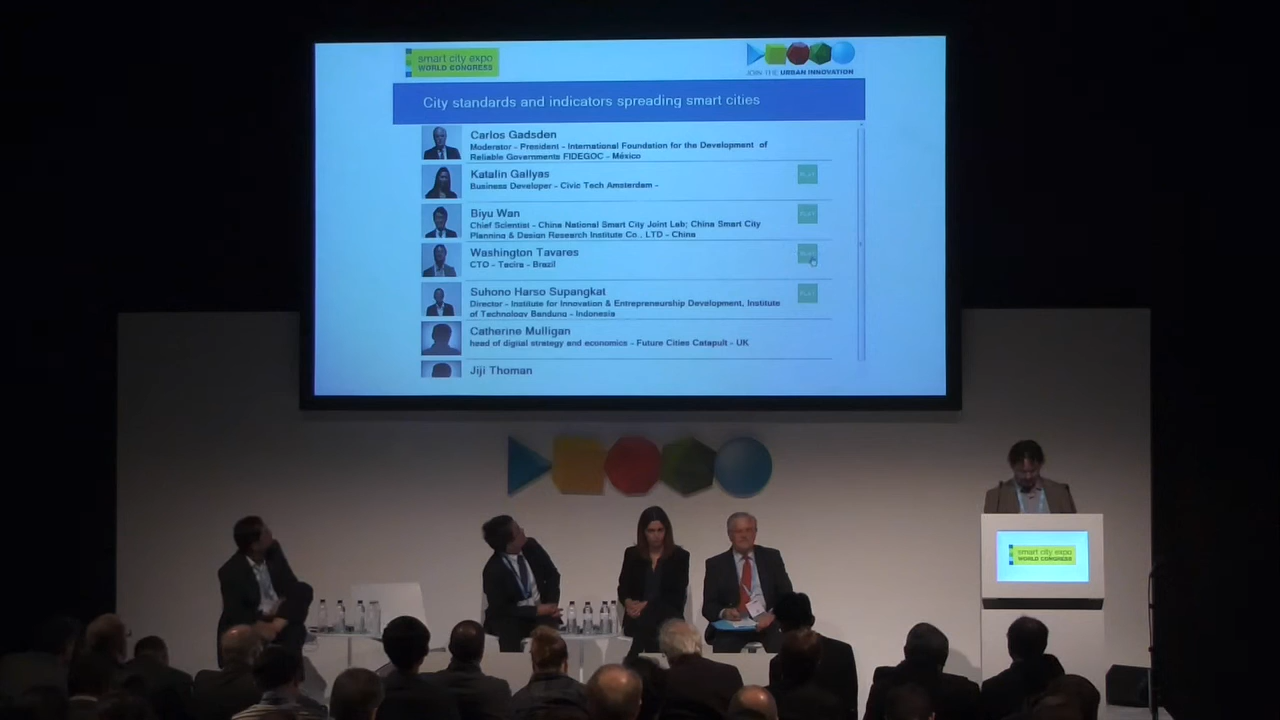 smart city expo
WORLD CONGRESS
JOIN THE URBAN INNOVATION
City standards and indicators spreading smart cities
Carlos Gadsden
Moderator - President - International Foundation for the Development of
Reliable Governments FIDEGOC - México
Katalin Gallyas
Business Developer - Civic Tech Amsterdam -
PLAY
Biyu Wan
Chief Scientist - China National Smart City Joint Lab; China Smart City
Planning & Design Research Institute Co., LTD - China
PLAY
Washington Tavares
CTO - Tacira - Brazil
PLAY
Suhono Harso Supangkat
Director - Institute for Innovation & Entrepreneurship Development, Institute
of Technology Bandung - Indonesia
PLAY
Catherine Mulligan
head of digital strategy and economics - Future Cities Catapult - UK
Jiji Thoman
smart city expo
WORLD CONGRESS